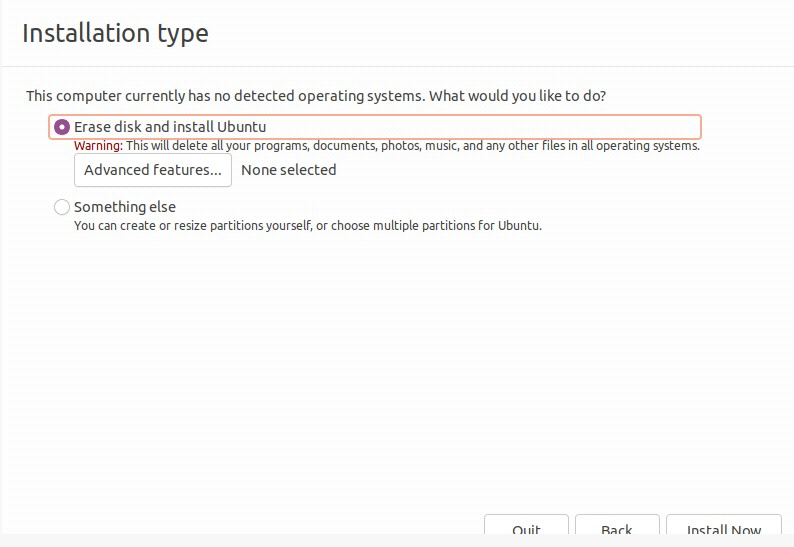 Installation type
This computer currently has no detected operating systems. What would you like to do?
Erase disk and install Ubuntu
Warning: This will delete all your programs, documents, photos, music, and any other files in all operating systems.
Advanced features... None selected
Something else
You can create or resize partitions yourself, or choose multiple partitions for Ubuntu.
Quit Back Install Now